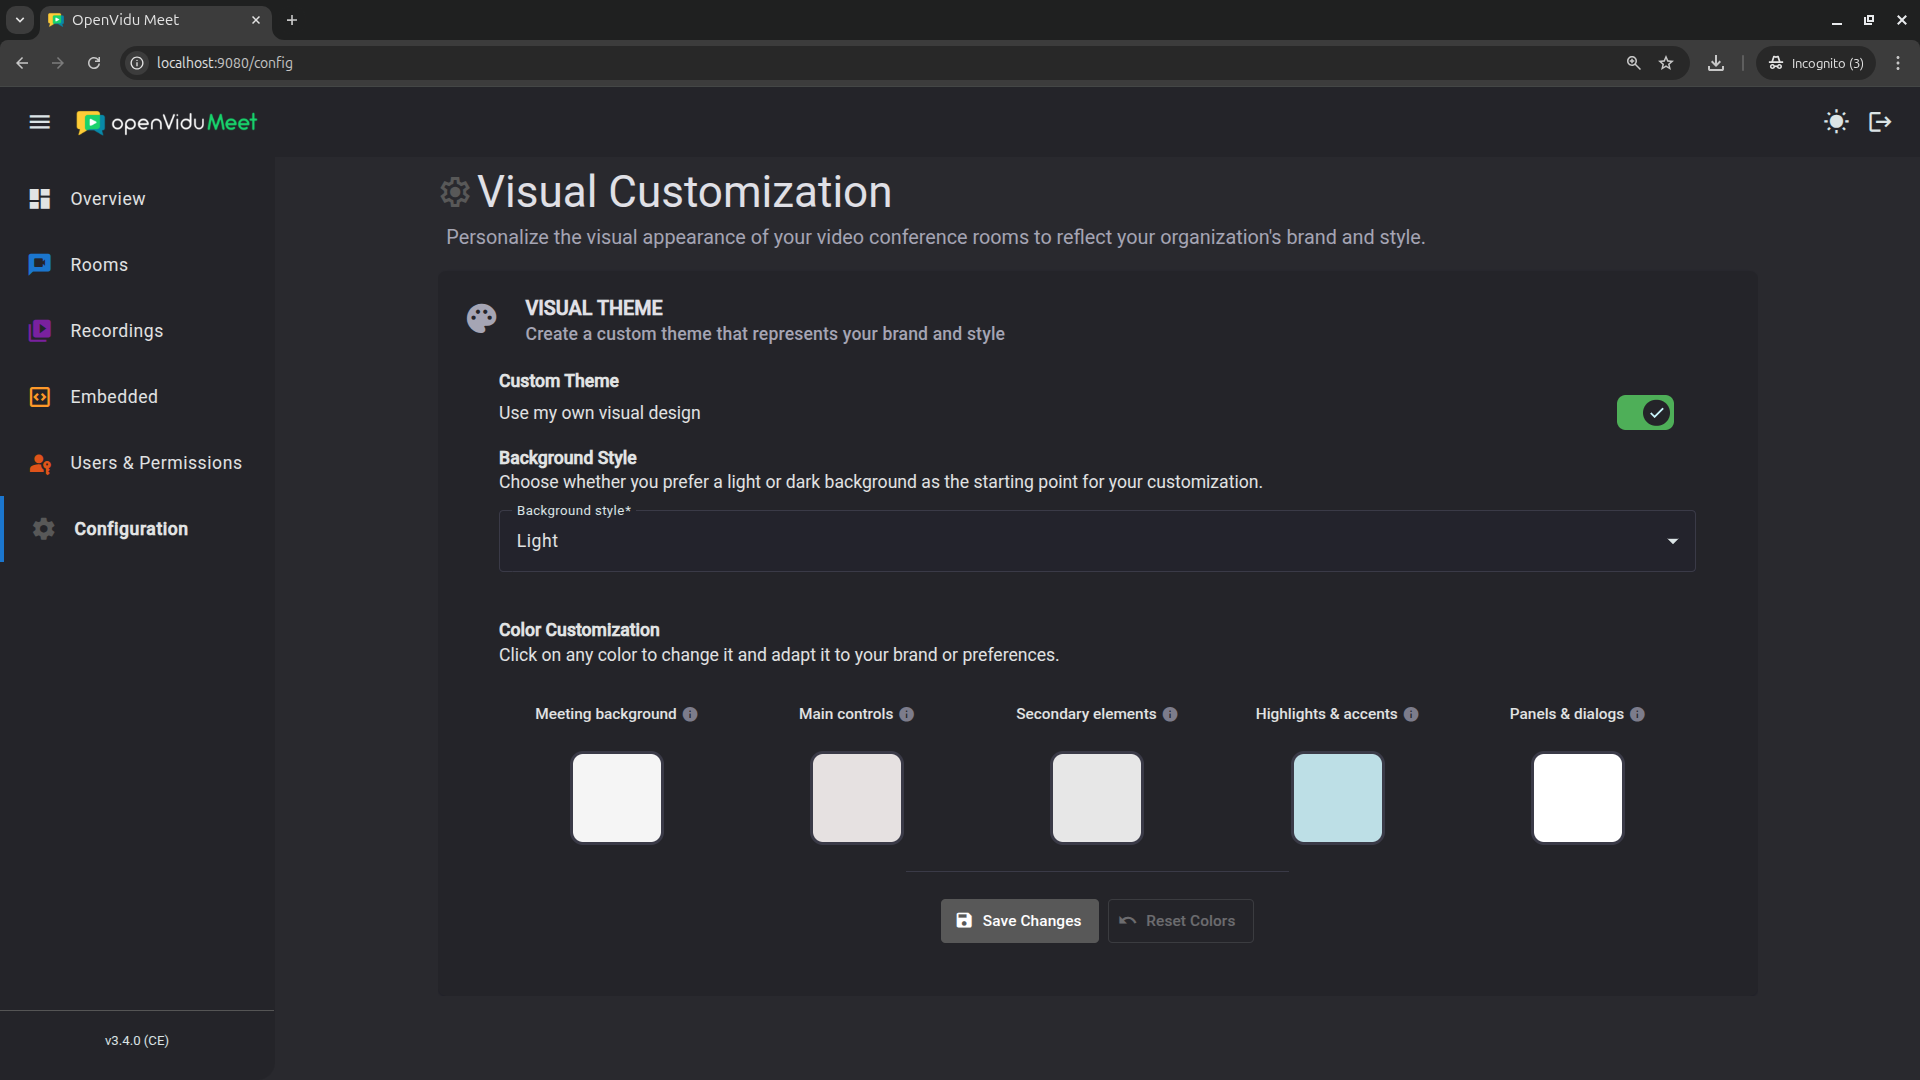 OpenVidu Meet
localhost:9080/config
Incognito (3)
openVidu Meet
Overview
Rooms
Recordings
Embedded
Users & Permissions
Configuration
v3.4.0 (CE)
Visual Customization
Personalize the visual appearance of your video conference rooms to reflect your organization's brand and style.
VISUAL THEME
Create a custom theme that represents your brand and style
Custom Theme
Use my own visual design
Background Style
Choose whether you prefer a light or dark background as the starting point for your customization.
Background style*
Light
Color Customization
Click on any color to change it and adapt it to your brand or preferences.
Meeting background
Main controls
Secondary elements
Highlights & accents
Panels & dialogs
Save Changes
Reset Colors